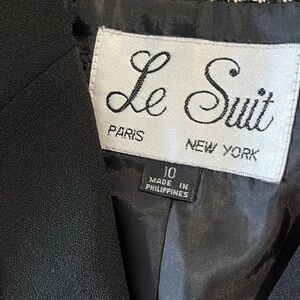 Le Suit
PARIS
NEW YORK
10
MADE IN
PHILIPPINES